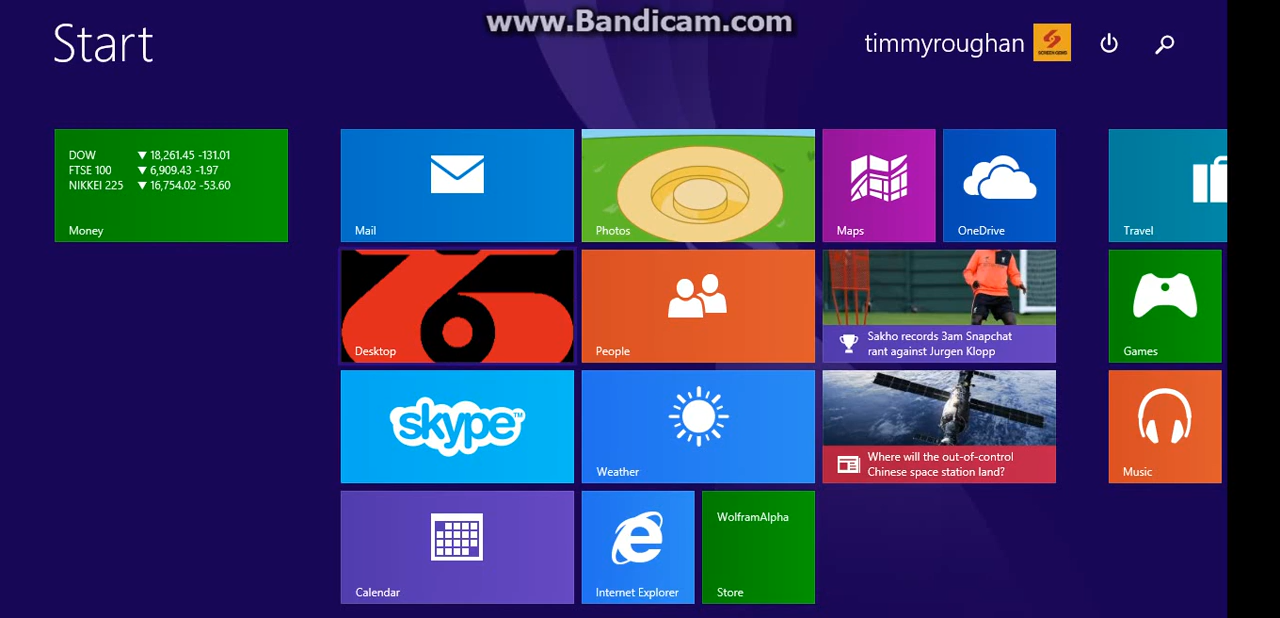 www.Bandicam.com
Start
timmyroughan
SCREEN GEMS
DOW ▼ 18,261.45 -131.01
FTSE 100 ▼ 6,909.43 -1.97
NIKKEI 225 ▼ 16,754.02 -53.60
Money
Mail
Photos
Maps
OneDrive
Travel
Desktop
People
Sakho records 3am Snapchat
rant against Jurgen Klopp
Games
skype™
Weather
Where will the out-of-control
Chinese space station land?
Music
Calendar
Internet Explorer
WolframAlpha
Store